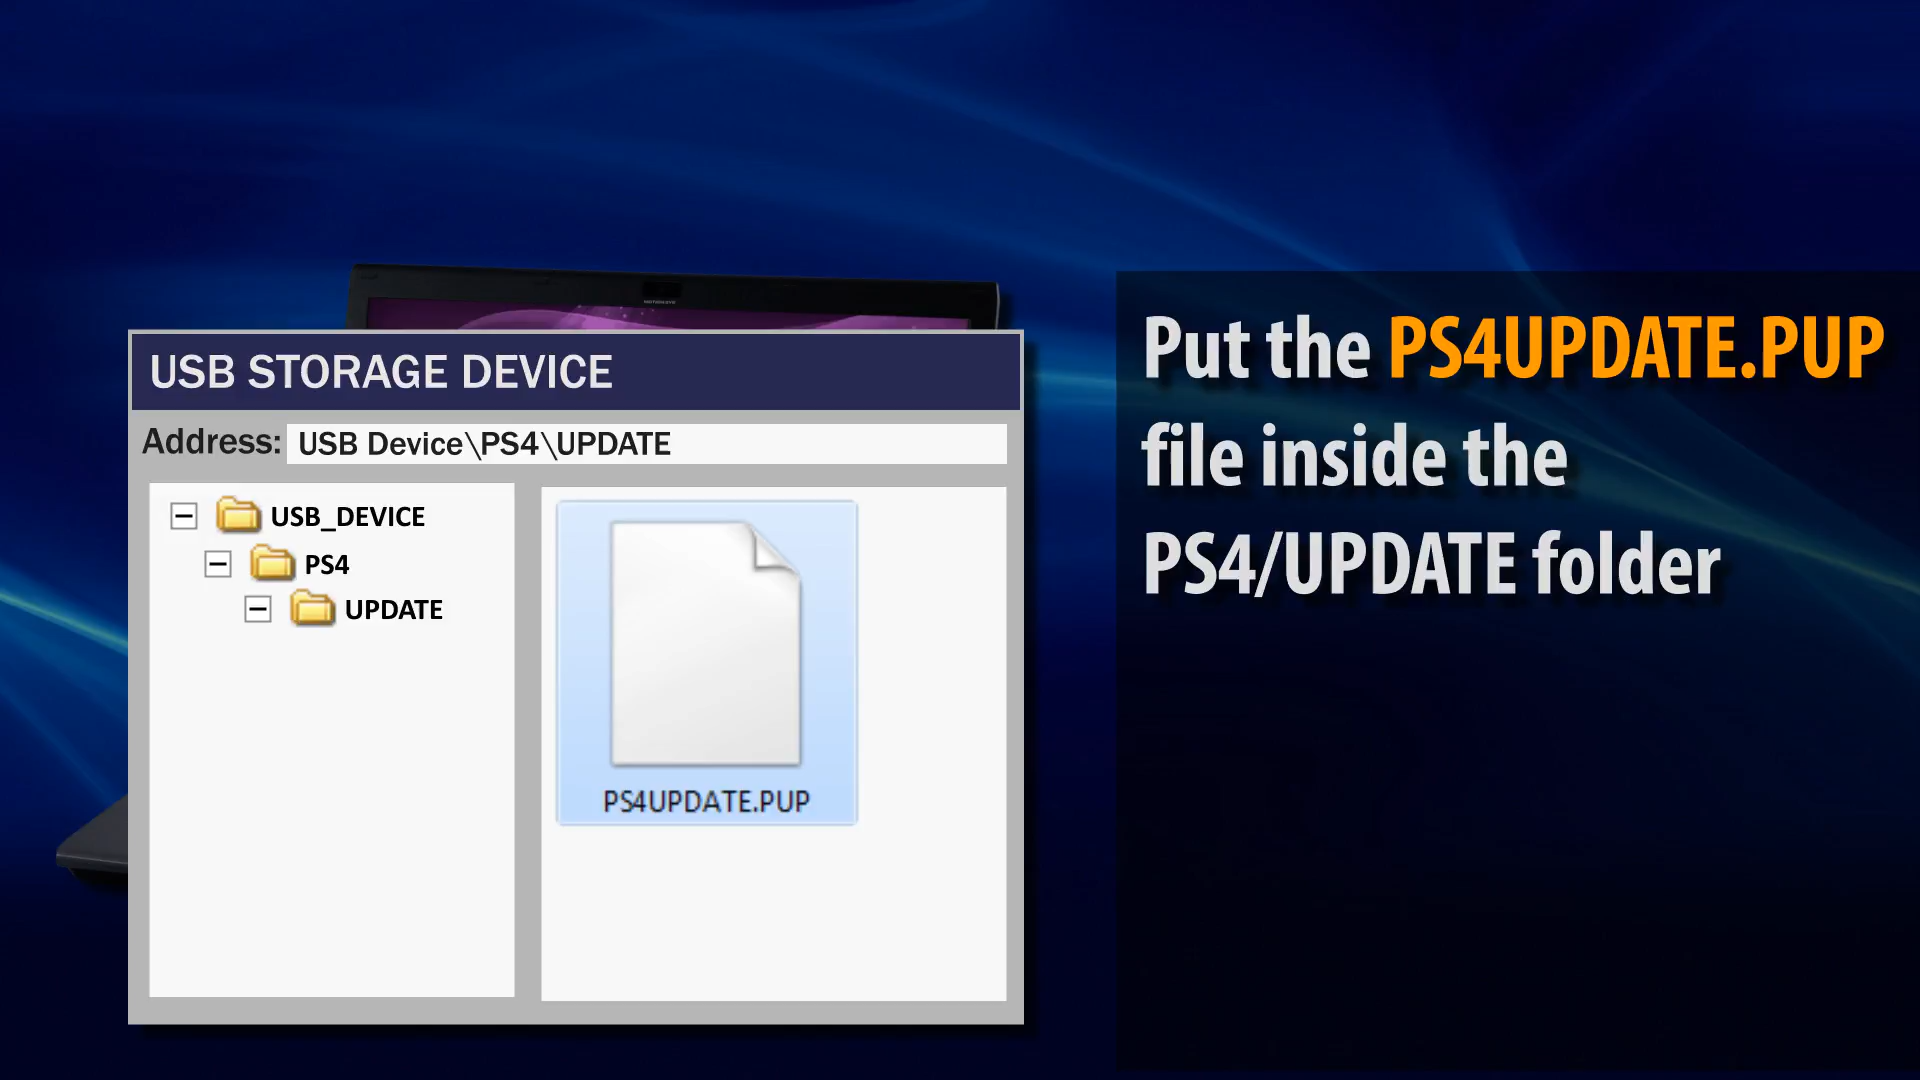 USB STORAGE DEVICE
Address: USB Device\PS4\UPDATE
USB_DEVICE
PS4
UPDATE
PS4UPDATE.PUP
Put the PS4UPDATE.PUP
file inside the
PS4/UPDATE folder